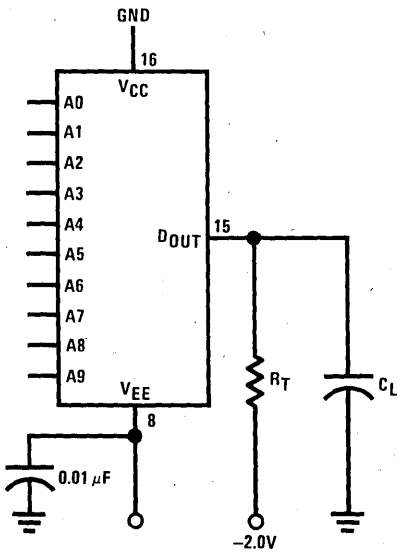 GND
16
VCC
A0
A1
A2
A3
A4
DOUT
15
A5
A6
A7
A8
A9
RT
CL
VEE
8
0.01 μF
–2.0V